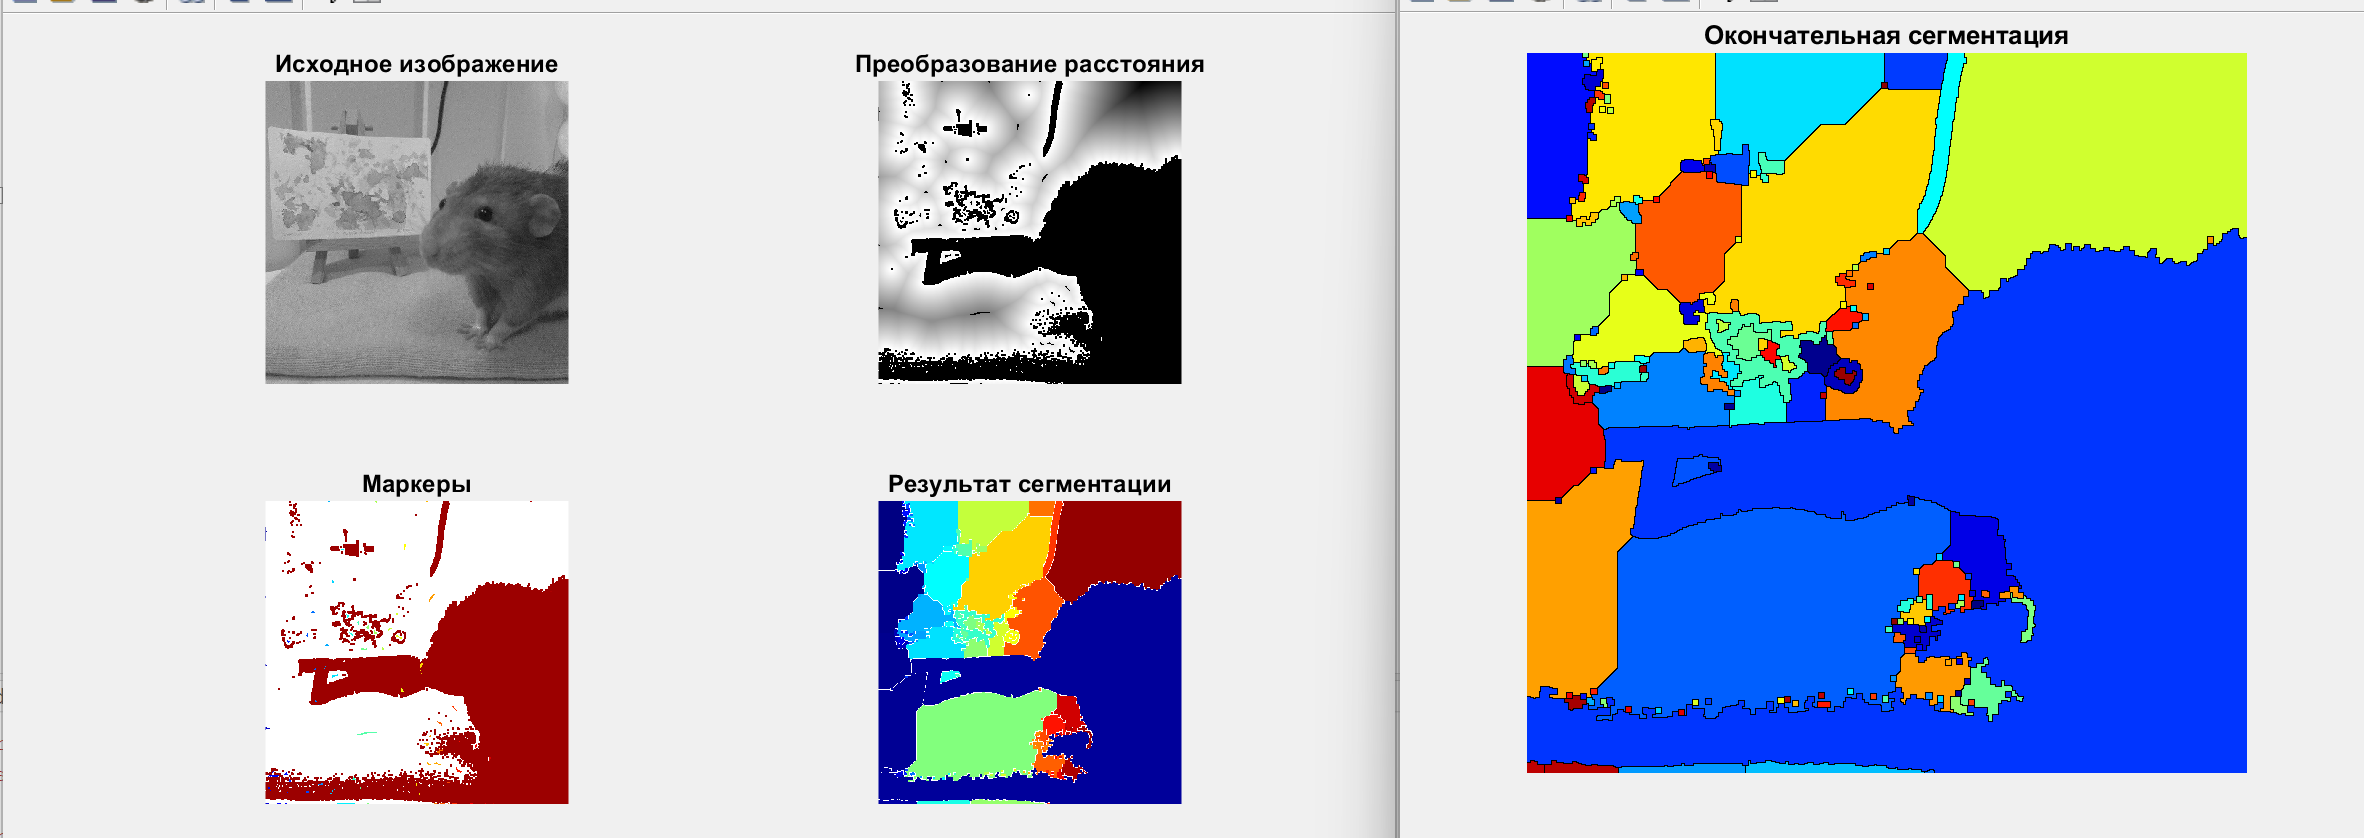 Исходное изображение
Преобразование расстояния
Маркеры
Результат сегментации
Окончательная сегментация